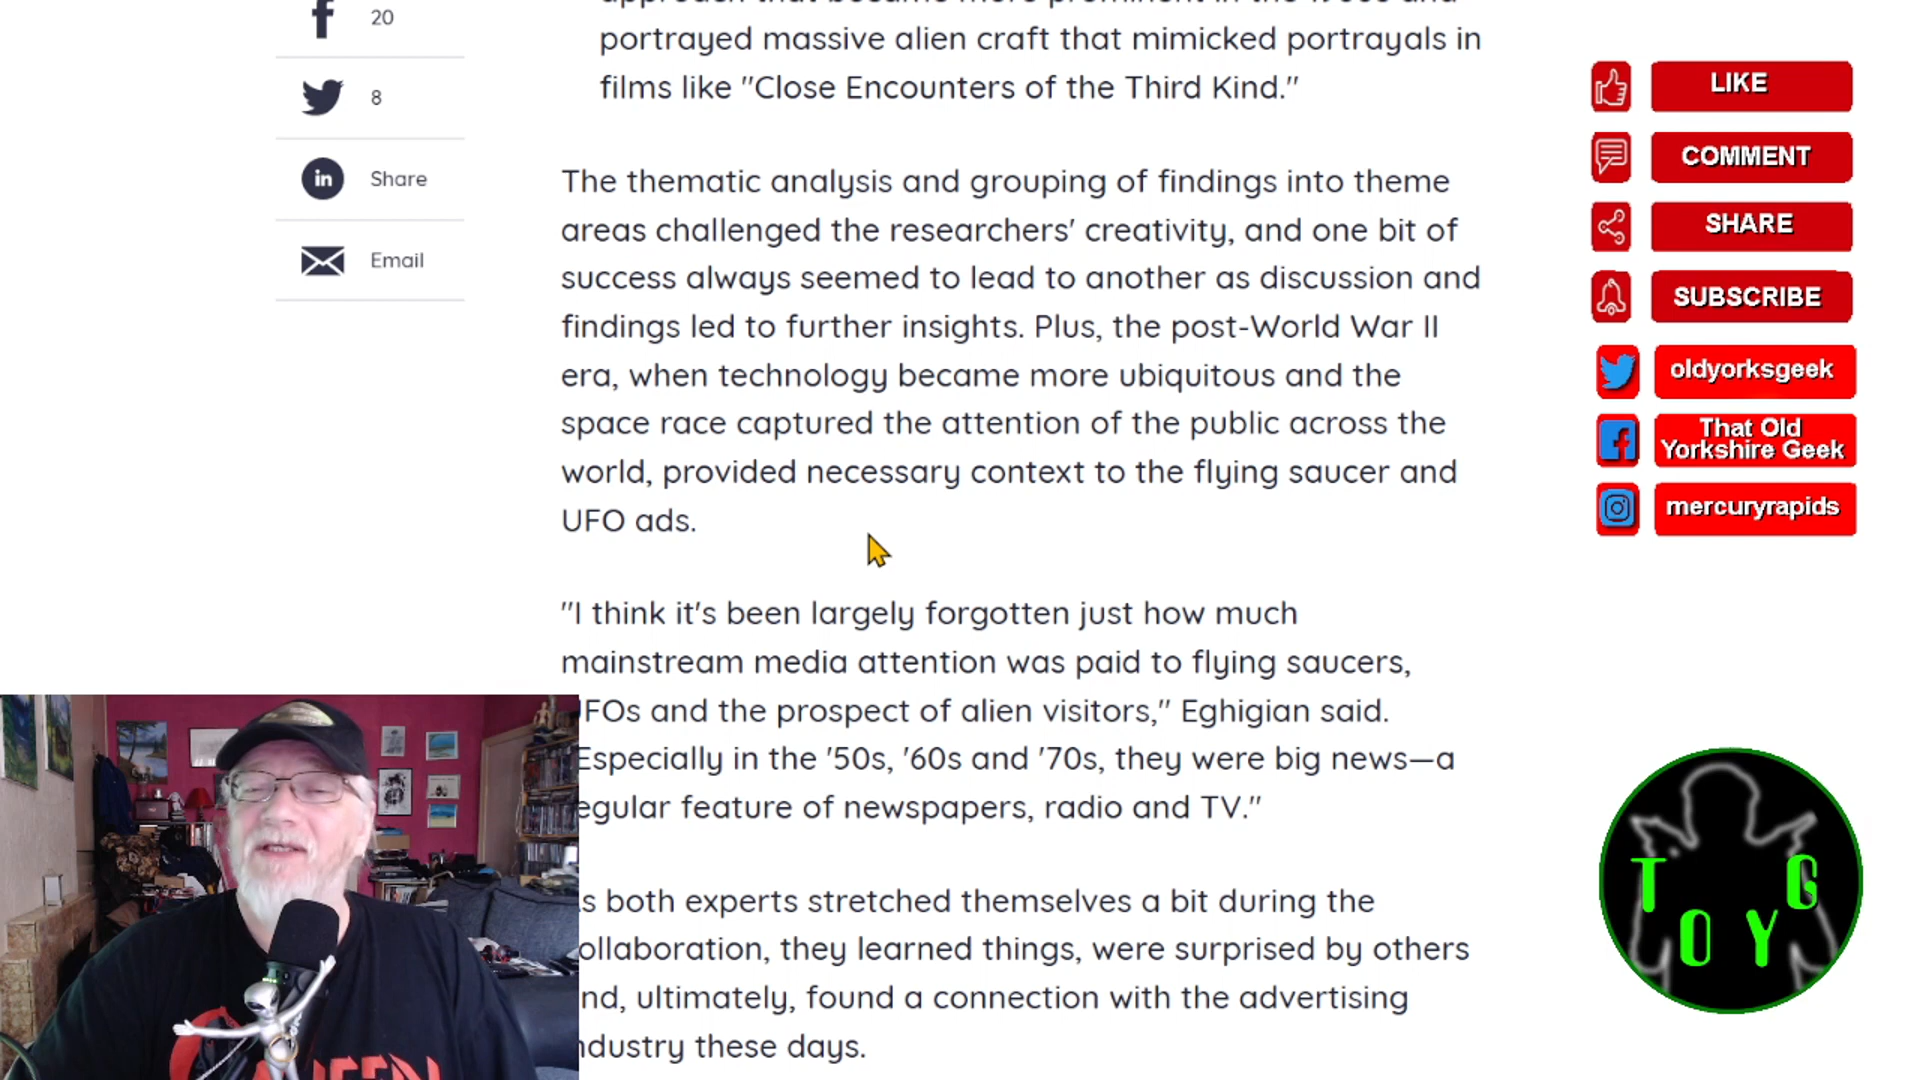 20
8
Share
Email
portrayed massive alien craft that mimicked portrayals in
films like "Close Encounters of the Third Kind."
The thematic analysis and grouping of findings into theme
areas challenged the researchers' creativity, and one bit of
success always seemed to lead to another as discussion and
findings led to further insights. Plus, the post-World War II
era, when technology became more ubiquitous and the
space race captured the attention of the public across the
world, provided necessary context to the flying saucer and
UFO ads.
"I think it's been largely forgotten just how much
mainstream media attention was paid to flying saucers,
UFOs and the prospect of alien visitors," Eghigian said.
Especially in the '50s, '60s and '70s, they were big news—a
egular feature of newspapers, radio and TV."
s both experts stretched themselves a bit during the
ollaboration, they learned things, were surprised by others
nd, ultimately, found a connection with the advertising
ndustry these days.
LIKE
COMMENT
SHARE
SUBSCRIBE
oldyorksgeek
That Old
Yorkshire Geek
mercuryrapids
T O Y G